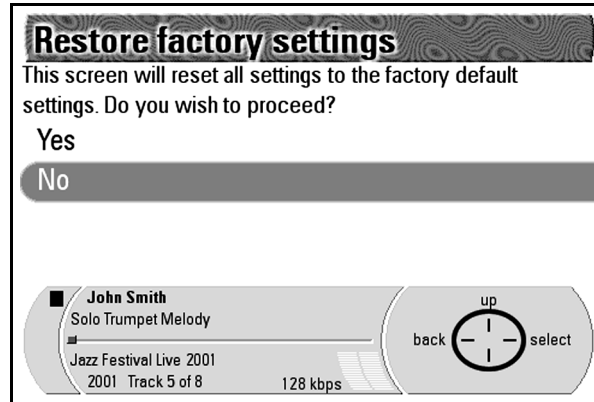 Restore factory settings
This screen will reset all settings to the factory default
settings. Do you wish to proceed?
Yes
No
John Smith
Solo Trumpet Melody
Jazz Festival Live 2001
2001 Track 5 of 8 128 kbps
up
back select